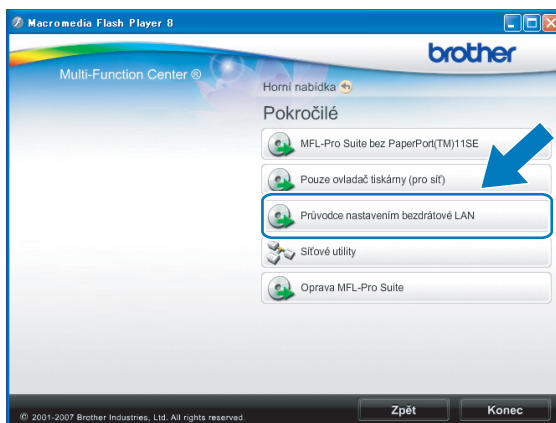 Macromedia Flash Player 8
brother
Multi-Function Center ®
Horní nabídka
Pokročilé
MFL-Pro Suite bez PaperPort(TM)11SE
Pouze ovladač tiskárny (pro síť)
Průvodce nastavením bezdrátové LAN
Síťové utility
Oprava MFL-Pro Suite
© 2001-2007 Brother Industries, Ltd. All rights reserved.
Zpět
Konec